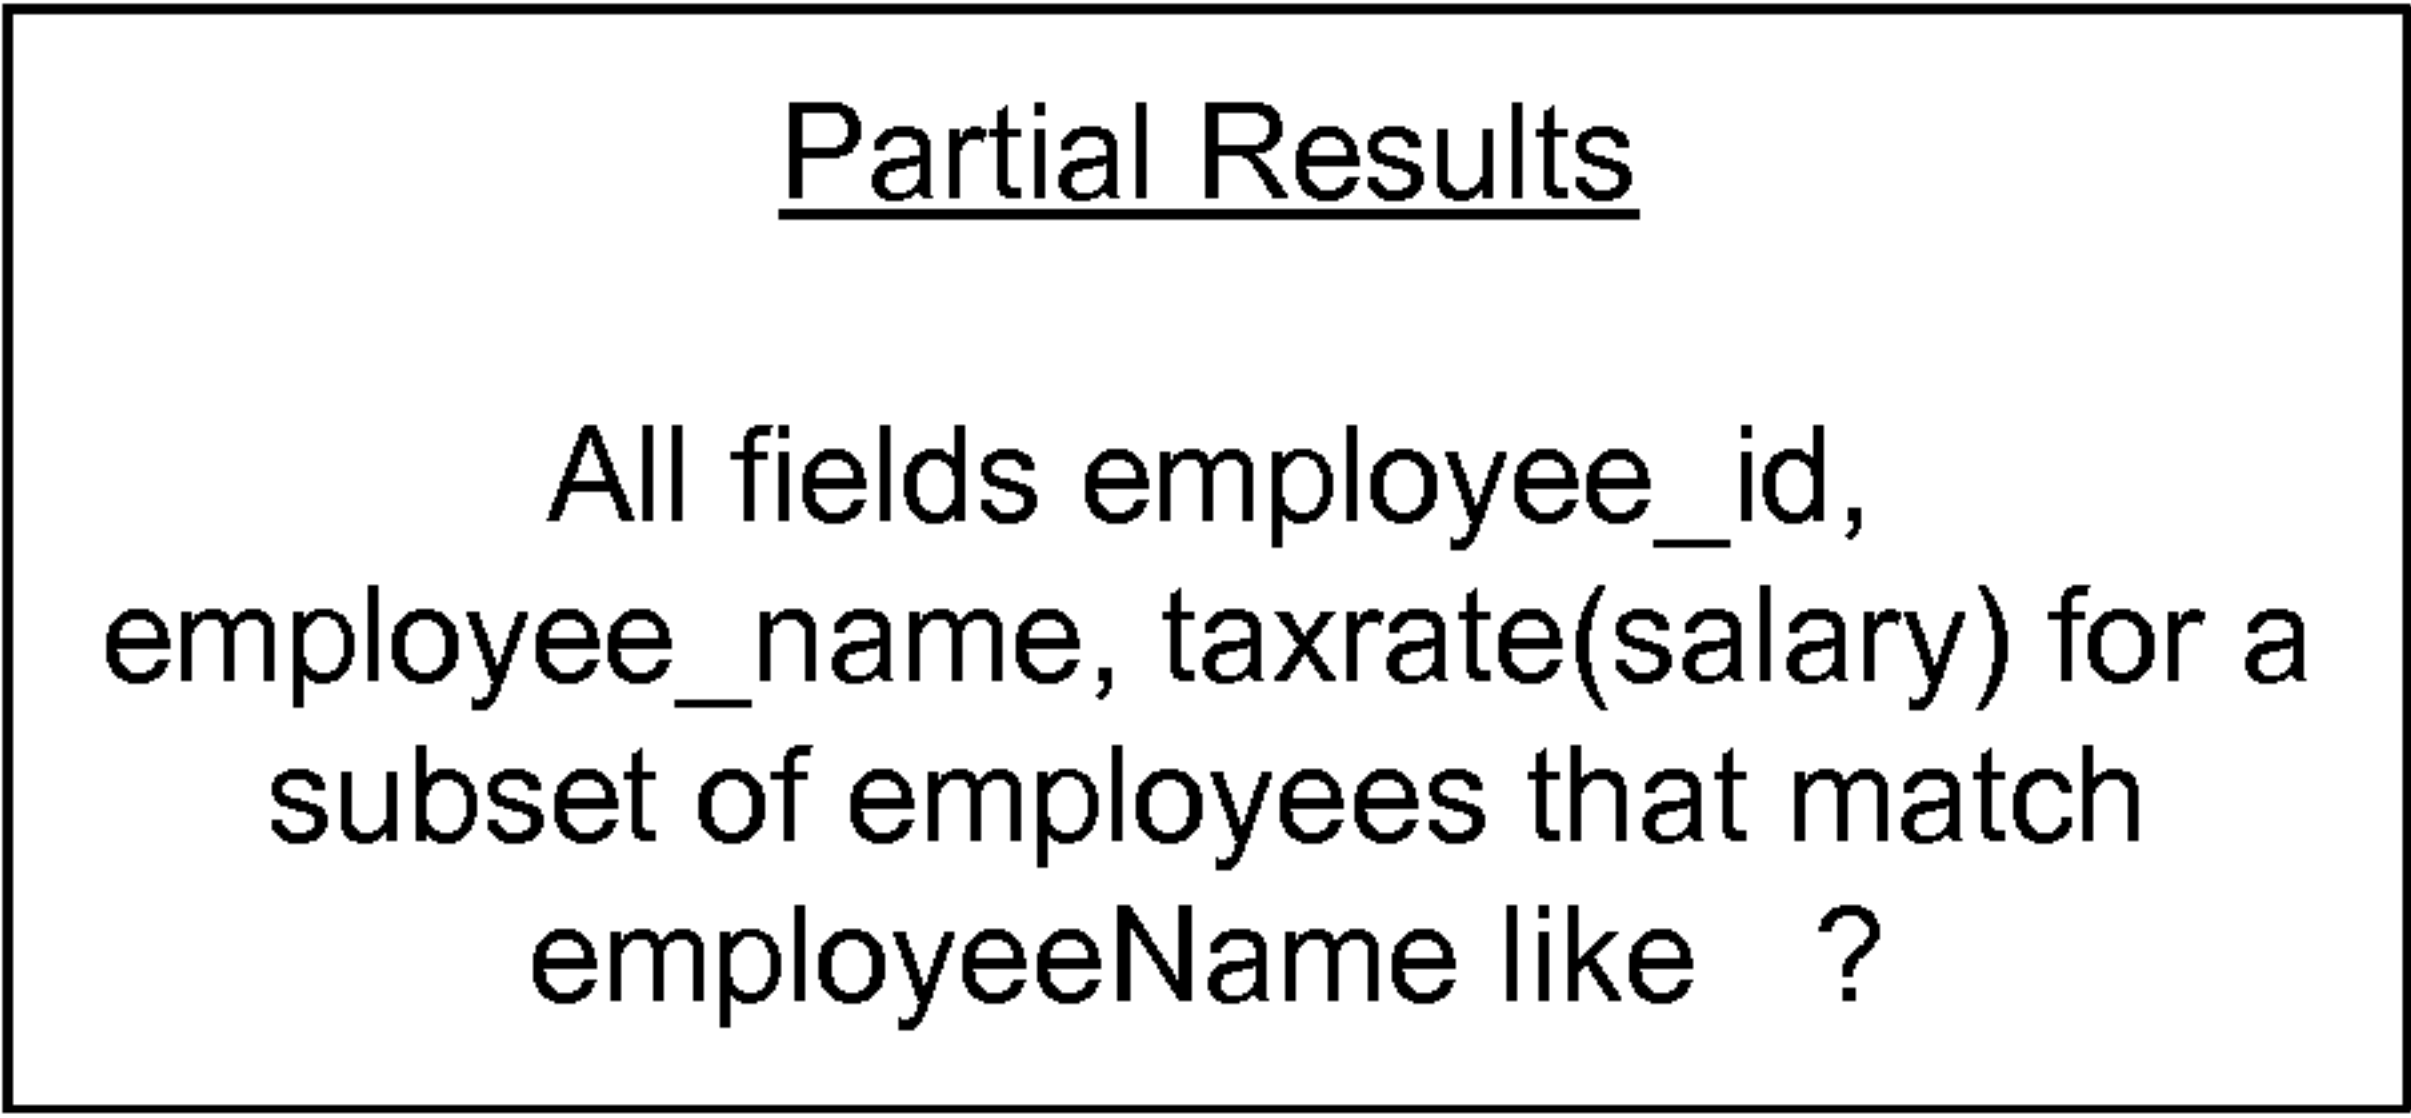 Partial Results
All fields employee_id,
employee_name, taxrate(salary) for a
subset of employees that match
employeeName like ?